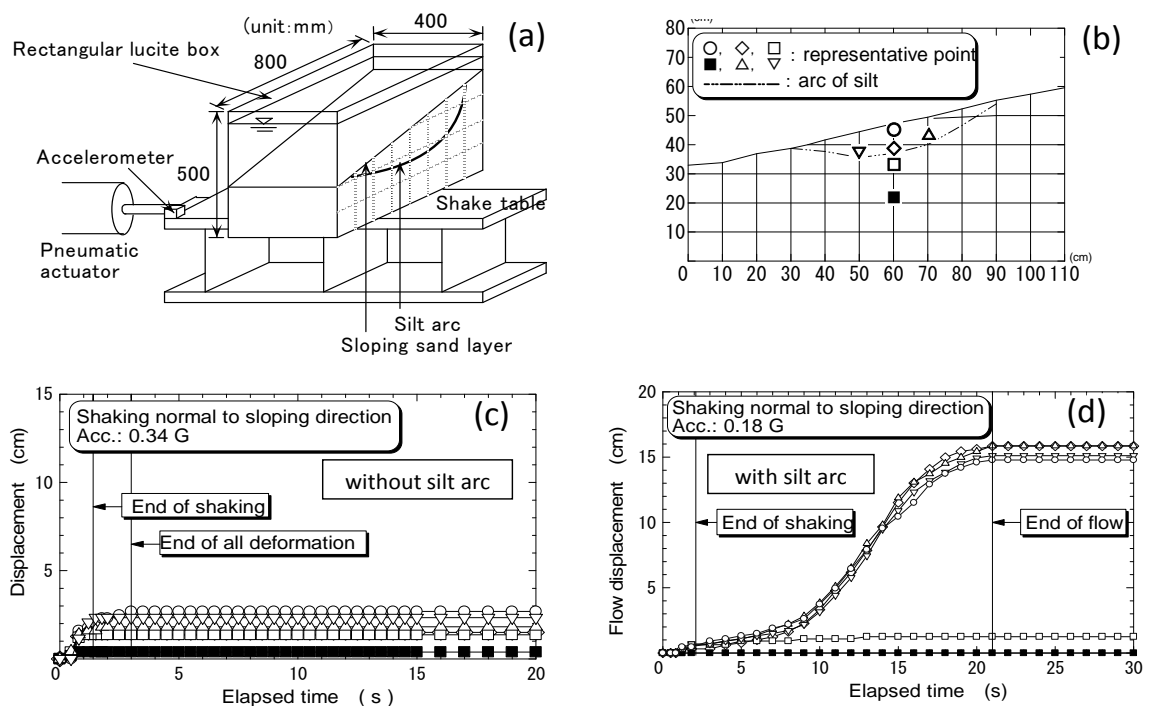 (unit:mm)
400
(a)
Rectangular lucite box
800
Accelerometer
500
Shake table
Pneumatic
actuator
Silt arc
Sloping sand layer
(cm)
(b)
80
70
60
50
40
30
20
10
: representative point
: arc of silt
0 10 20 30 40 50 60 70 80 90 100 110
(cm)
15
10
5
Displacement (cm)
Shaking normal to sloping direction
Acc.: 0.34 G
(c)
without silt arc
End of shaking
End of all deformation
0 5 10 15 20
Elapsed time (s)
20
15
10
5
Flow displacement (cm)
Shaking normal to sloping direction
Acc.: 0.18 G
(d)
with silt arc
End of shaking
End of flow
0 5 10 15 20 25 30
Elapsed time (s)